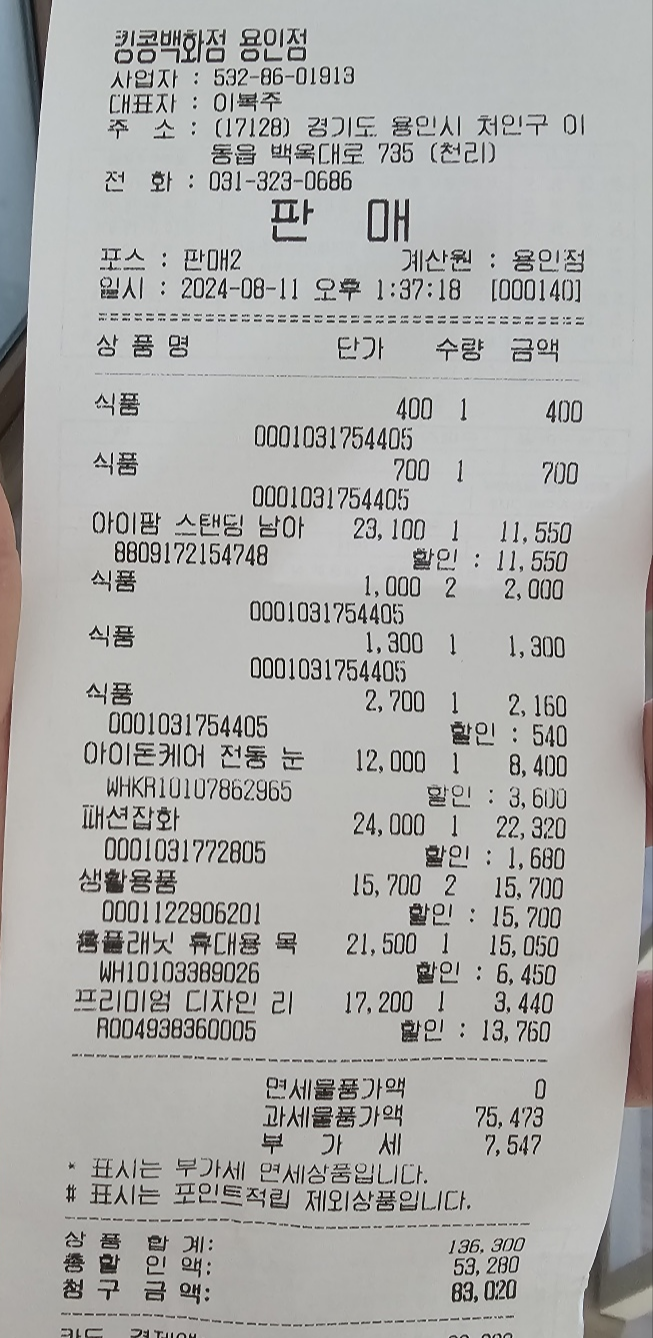 킹콩백화점 용인점
사업자 : 532-86-01913
대표자 : 이복주
주 소 : (17128) 경기도 용인시 처인구 이
동읍 백옥대로 735 (천리)
전 화 : 031-323-0686
판 매
포스 : 판매2 계산원 : 용인점
일시 : 2024-08-11 오후 1:37:18 [000140]
상 품 명 단가 수량 금액
식품 400 1 400
0001031754405
식품 700 1 700
0001031754405
아이팜 스탠딩 남아 23,100 1 11,550
8809172154748 할인 : 11,550
식품 1,000 2 2,000
0001031754405
식품 1,300 1 1,300
0001031754405
식품 2,700 1 2,160
0001031754405 할인 : 540
아이돈케어 전동 눈 12,000 1 8,400
WHKR10107862965 할인 : 3,600
패션잡화 24,000 1 22,320
0001031772805 할인 : 1,680
생활용품 15,700 2 15,700
0001122906201 할인 : 15,700
홈플래닛 휴대용 목 21,500 1 15,050
WH10103389026 할인 : 6,450
프리미엄 디자인 리 17,200 1 3,440
R004938360005 할인 : 13,760
면세물품가액 0
과세물품가액 75,473
부 가 세 7,547
* 표시는 부가세 면세상품입니다.
# 표시는 포인트적립 제외상품입니다.
상 품 합 계: 136,300
총 할 인 액: 53,280
청 구 금 액: 83,020